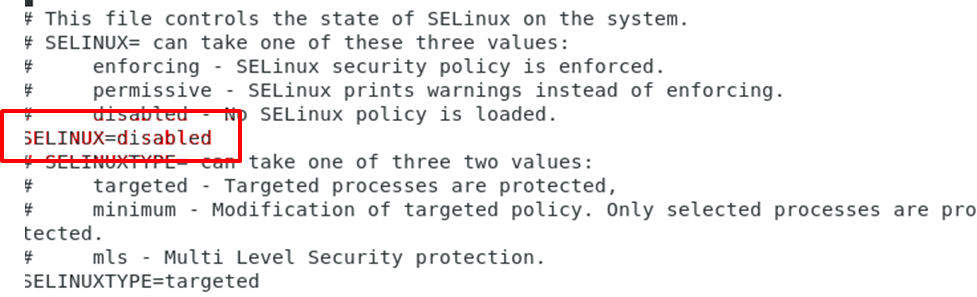 # This file controls the state of SELinux on the system.
# SELINUX= can take one of these three values:
#     enforcing - SELinux security policy is enforced.
#     permissive - SELinux prints warnings instead of enforcing.
#     disabled - No SELinux policy is loaded.
SELINUX=disabled
# SELINUXTYPE= can take one of three two values:
#     targeted - Targeted processes are protected,
#     minimum - Modification of targeted policy. Only selected processes are pro
tected.
#     mls - Multi Level Security protection.
SELINUXTYPE=targeted